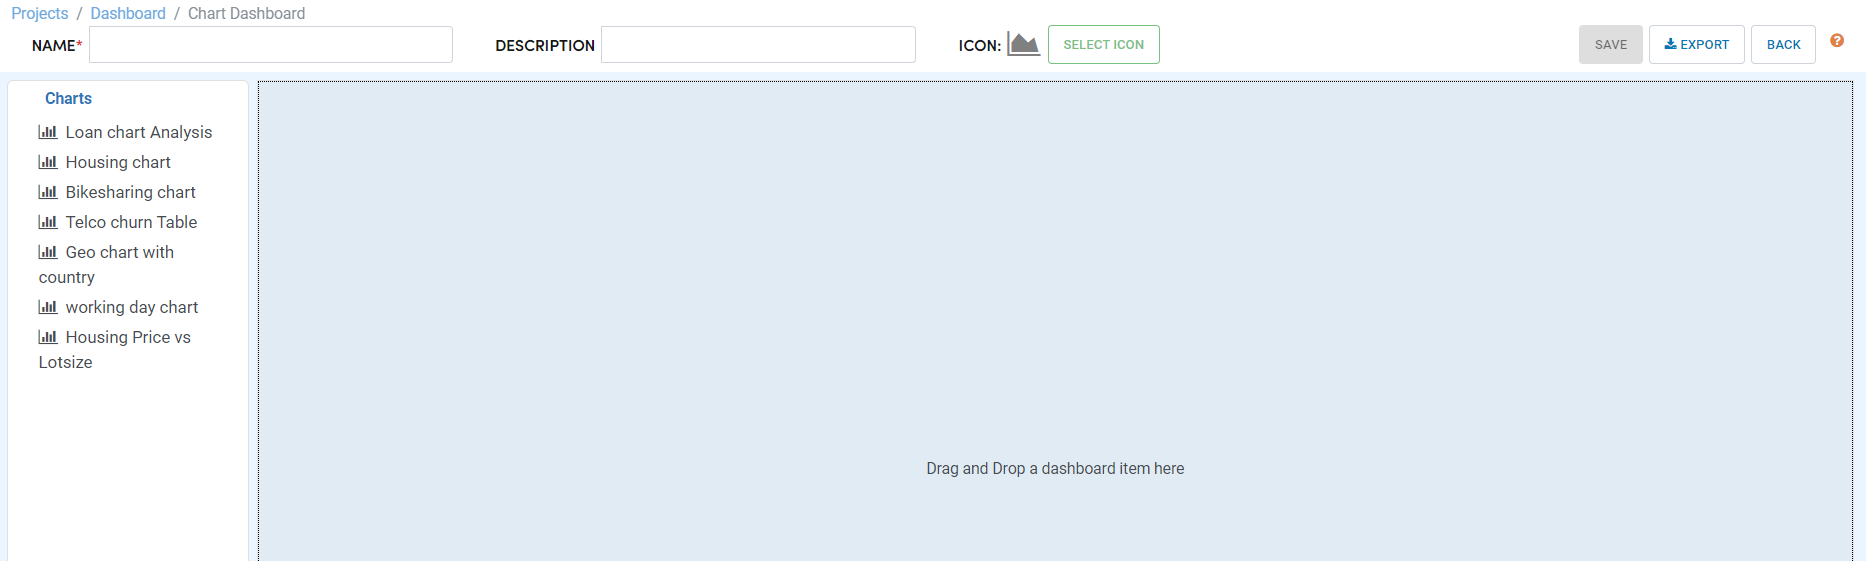 Projects / Dashboard / Chart Dashboard
NAME* DESCRIPTION ICON: SELECT ICON SAVE EXPORT BACK ?
Charts
Loan chart Analysis
Housing chart
Bikesharing chart
Telco churn Table
Geo chart with
country
working day chart
Housing Price vs
Lotsize
Drag and Drop a dashboard item here